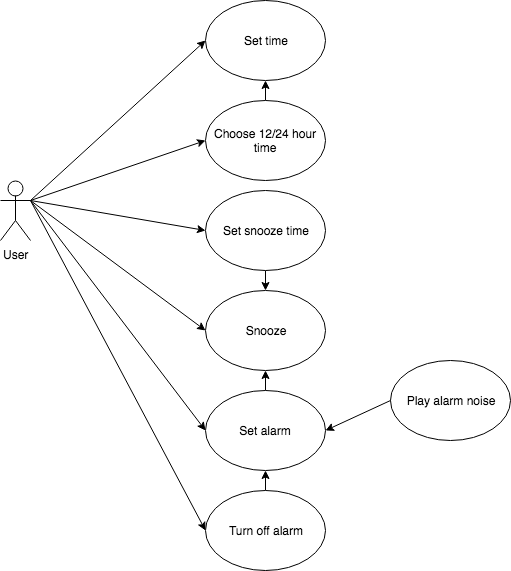 Set time
Choose 12/24 hour
time
Set snooze time
User
Snooze
Play alarm noise
Set alarm
Turn off alarm